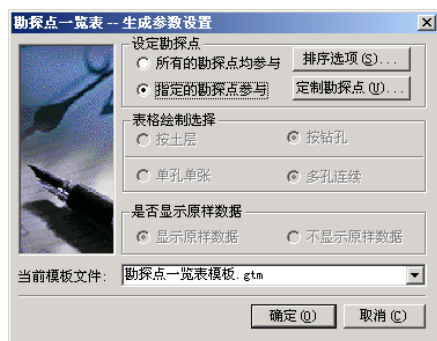 勘探点一览表 -- 生成参数设置
设定勘探点
所有的勘探点均参与 排序选项(S)...
指定的勘探点参与 定制勘探点(U)...
表格绘制选择
按土层 按钻孔
单孔单张 多孔连续
是否显示原样数据
显示原样数据 不显示原样数据
当前模板文件: 勘探点一览表模板.gtm
确定(O) 取消(C)